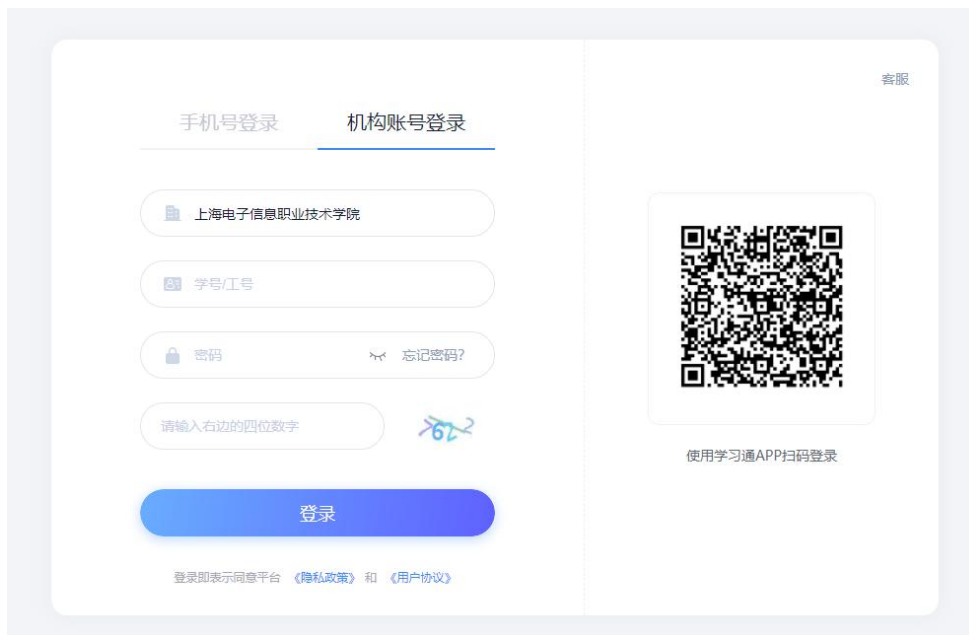 客服
手机号登录 机构账号登录
上海电子信息职业技术学院
学号/工号
密码 忘记密码?
请输入右边的四位数字
登录
登录即表示同意平台 《隐私政策》 和 《用户协议》
使用学习通APP扫码登录